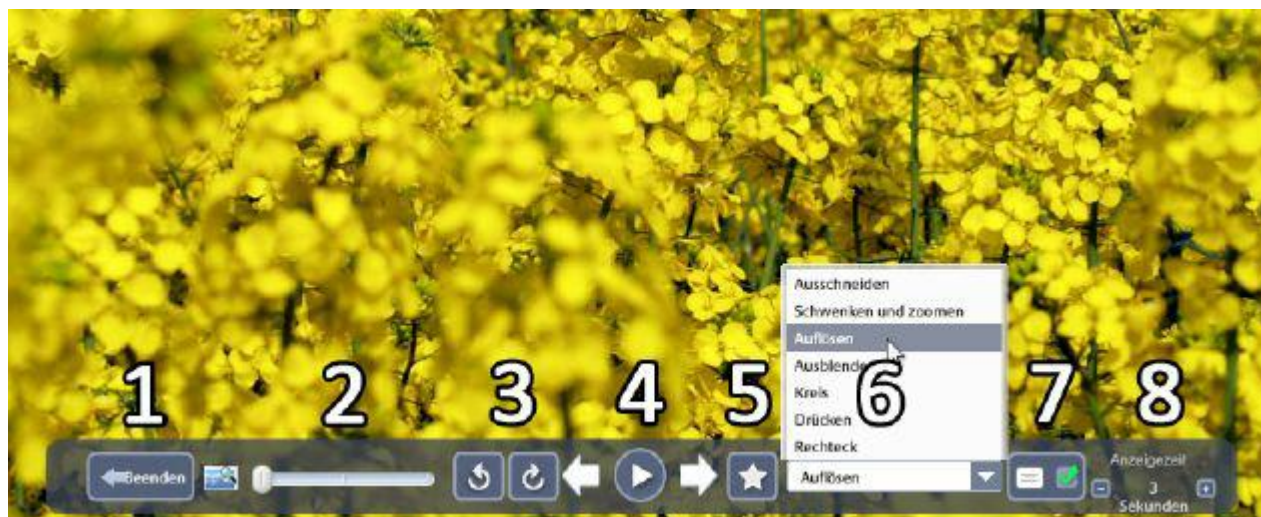 Ausschneiden
Schwenken und zoomen
Auflösen
Ausblende
Kreis
Drücken
Rechteck
1 2 3 4 5 6 7 8
Beenden
Auflösen
Anzeigezeit
3
Sekunden